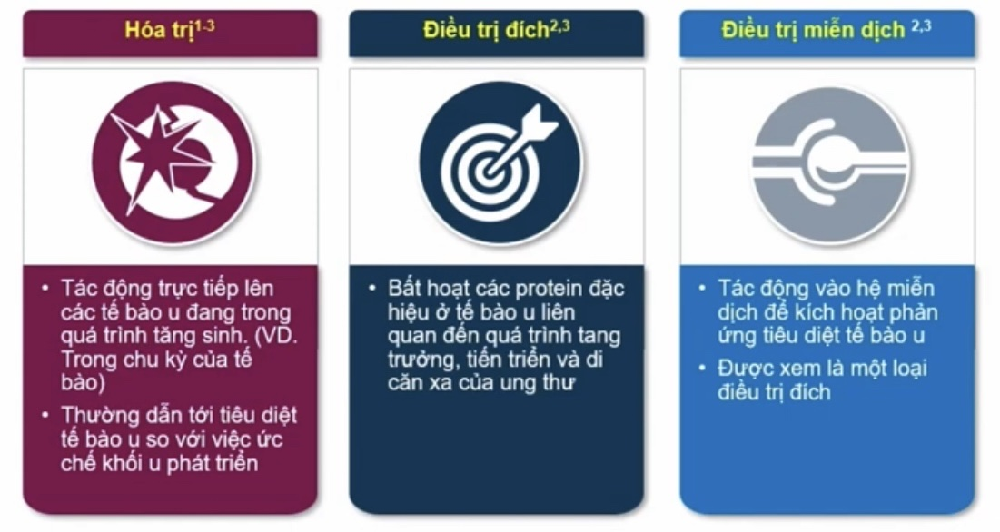 Hóa trị1-3
• Tác động trực tiếp lên
các tế bào u đang trong
quá trình tăng sinh. (VD.
Trong chu kỳ của tế
bào)
• Thường dẫn tới tiêu diệt
tế bào u so với việc ức
chế khối u phát triển
Điều trị đích2,3
• Bất hoạt các protein đặc
hiệu ở tế bào u liên
quan đến quá trình tang
trưởng, tiến triển và di
căn xa của ung thư
Điều trị miễn dịch 2,3
• Tác động vào hệ miễn
dịch để kích hoạt phản
ứng tiêu diệt tế bào u
• Được xem là một loại
điều trị đích